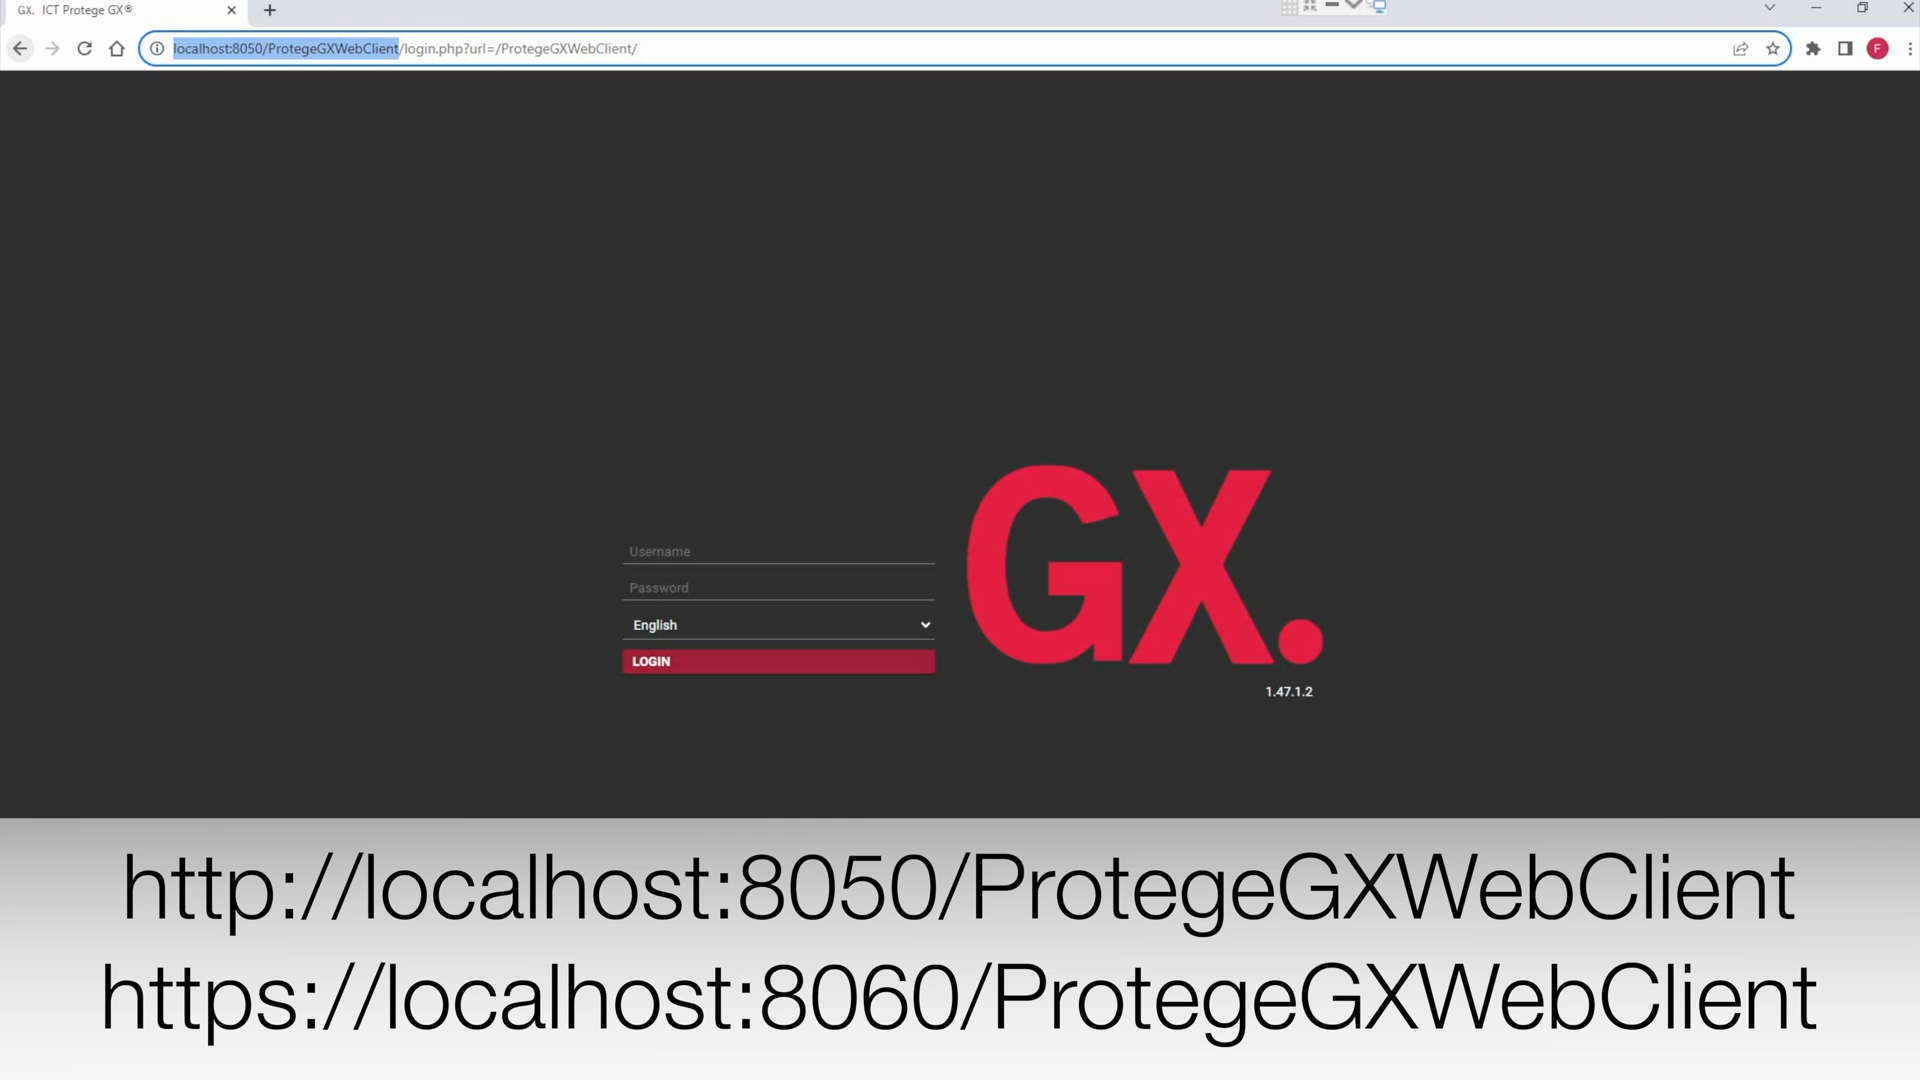 GX. ICT Protege GX®
localhost:8050/ProtegeGXWebClient/login.php?url=/ProtegeGXWebClient/
F
Username
Password
English
LOGIN
GX.
1.47.1.2
http://localhost:8050/ProtegeGXWebClient
https://localhost:8060/ProtegeGXWebClient